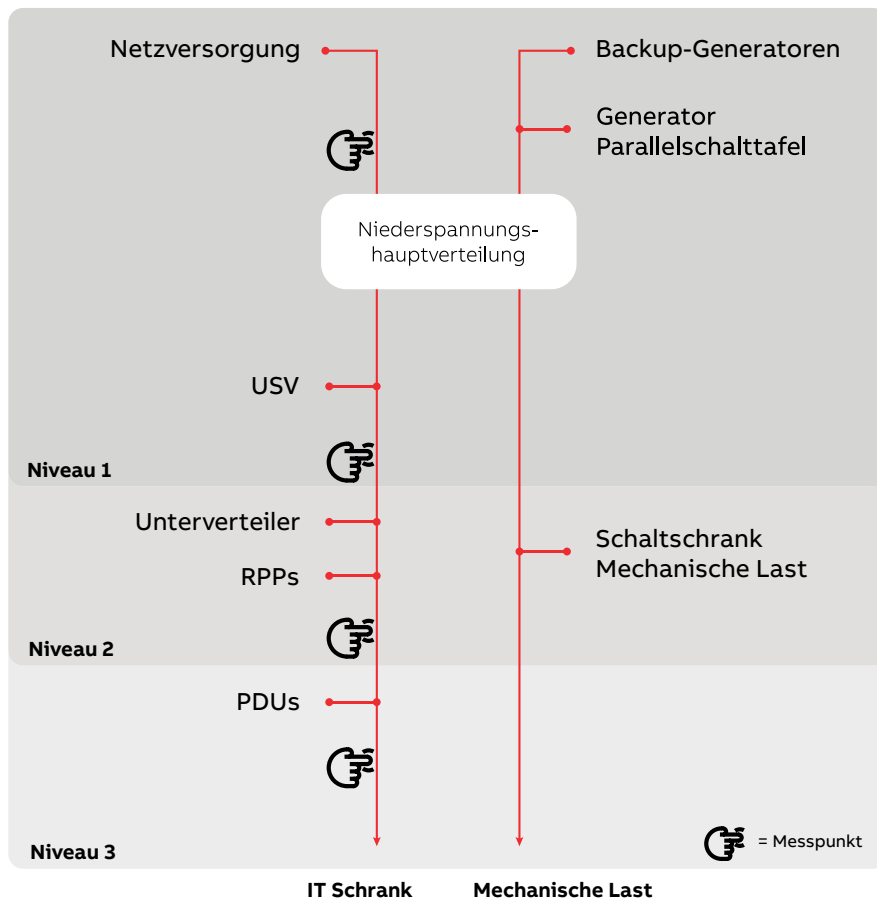 Netzversorgung
Backup-Generatoren
Generator
Parallelschalttafel
Niederspannungs-
hauptverteilung
USV
Niveau 1
Unterverteiler
Schaltschrank
Mechanische Last
RPPs
Niveau 2
PDUs
= Messpunkt
Niveau 3
IT Schrank
Mechanische Last